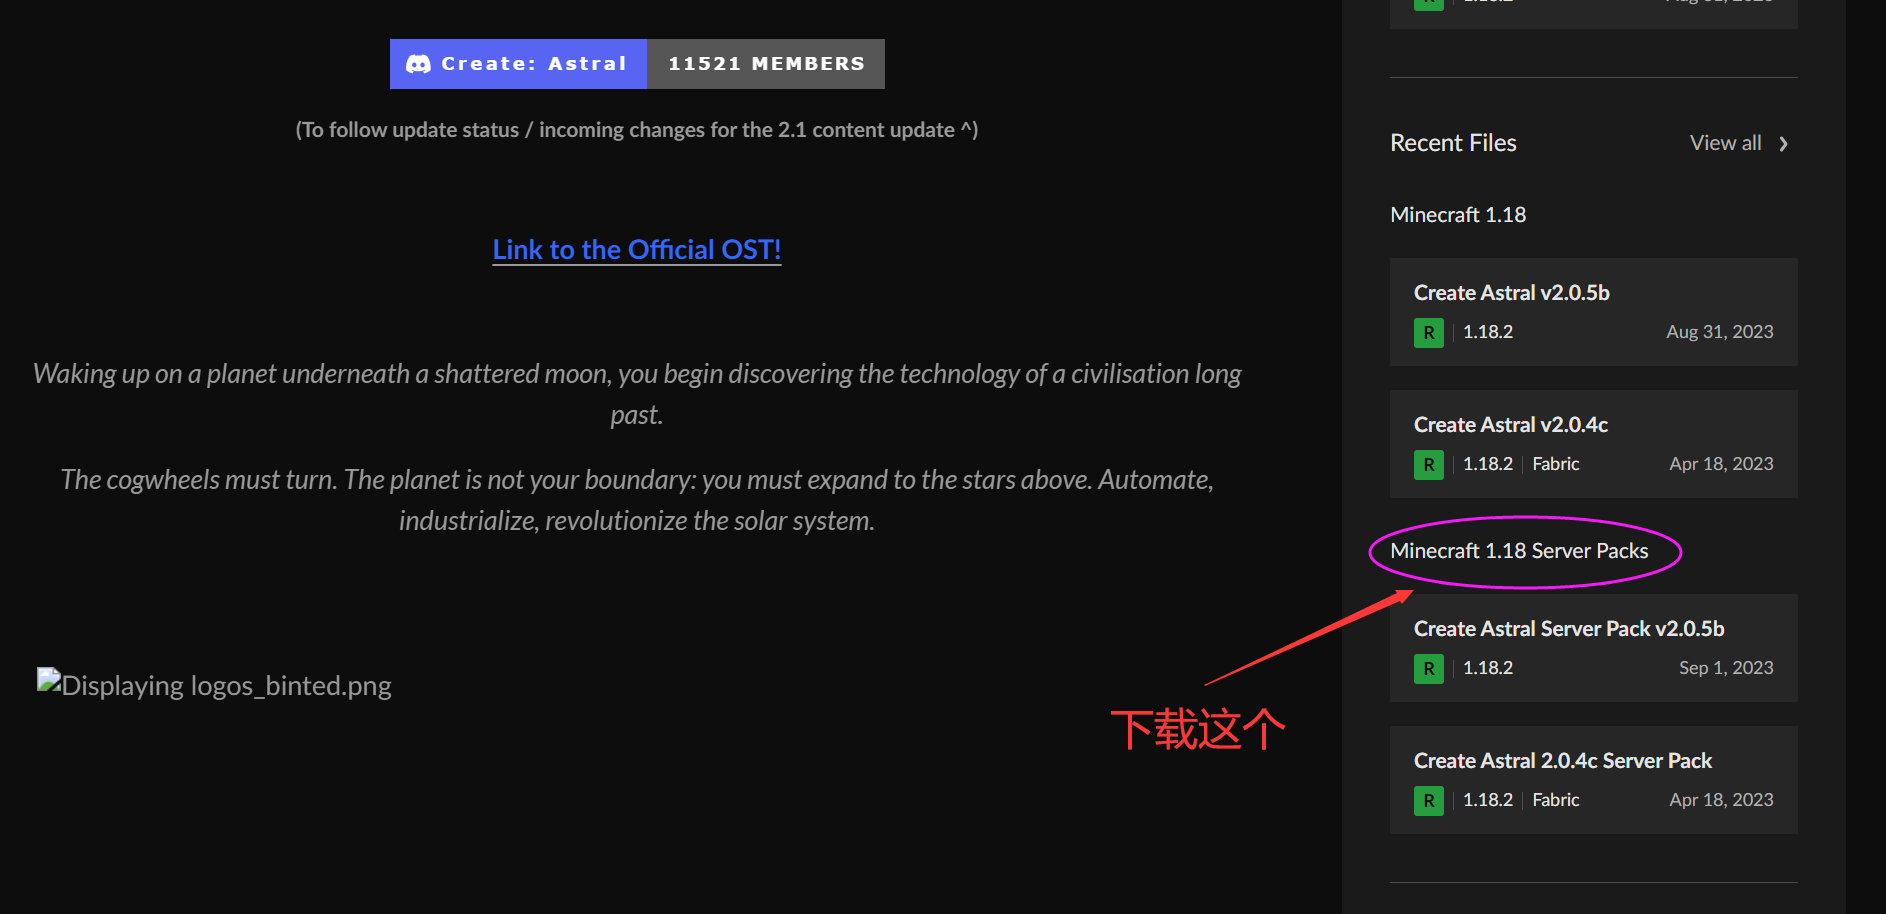 Create: Astral 11521 MEMBERS
(To follow update status / incoming changes for the 2.1 content update ^)
Link to the Official OST!
Waking up on a planet underneath a shattered moon, you begin discovering the technology of a civilisation long
past.
The cogwheels must turn. The planet is not your boundary: you must expand to the stars above. Automate,
industrialize, revolutionize the solar system.
Displaying logos_binted.png
下载这个
R 1.18.2 Aug 31, 2023
Recent Files View all
Minecraft 1.18
Create Astral v2.0.5b
R 1.18.2 Aug 31, 2023
Create Astral v2.0.4c
R 1.18.2 Fabric Apr 18, 2023
Minecraft 1.18 Server Packs
Create Astral Server Pack v2.0.5b
R 1.18.2 Sep 1, 2023
Create Astral 2.0.4c Server Pack
R 1.18.2 Fabric Apr 18, 2023